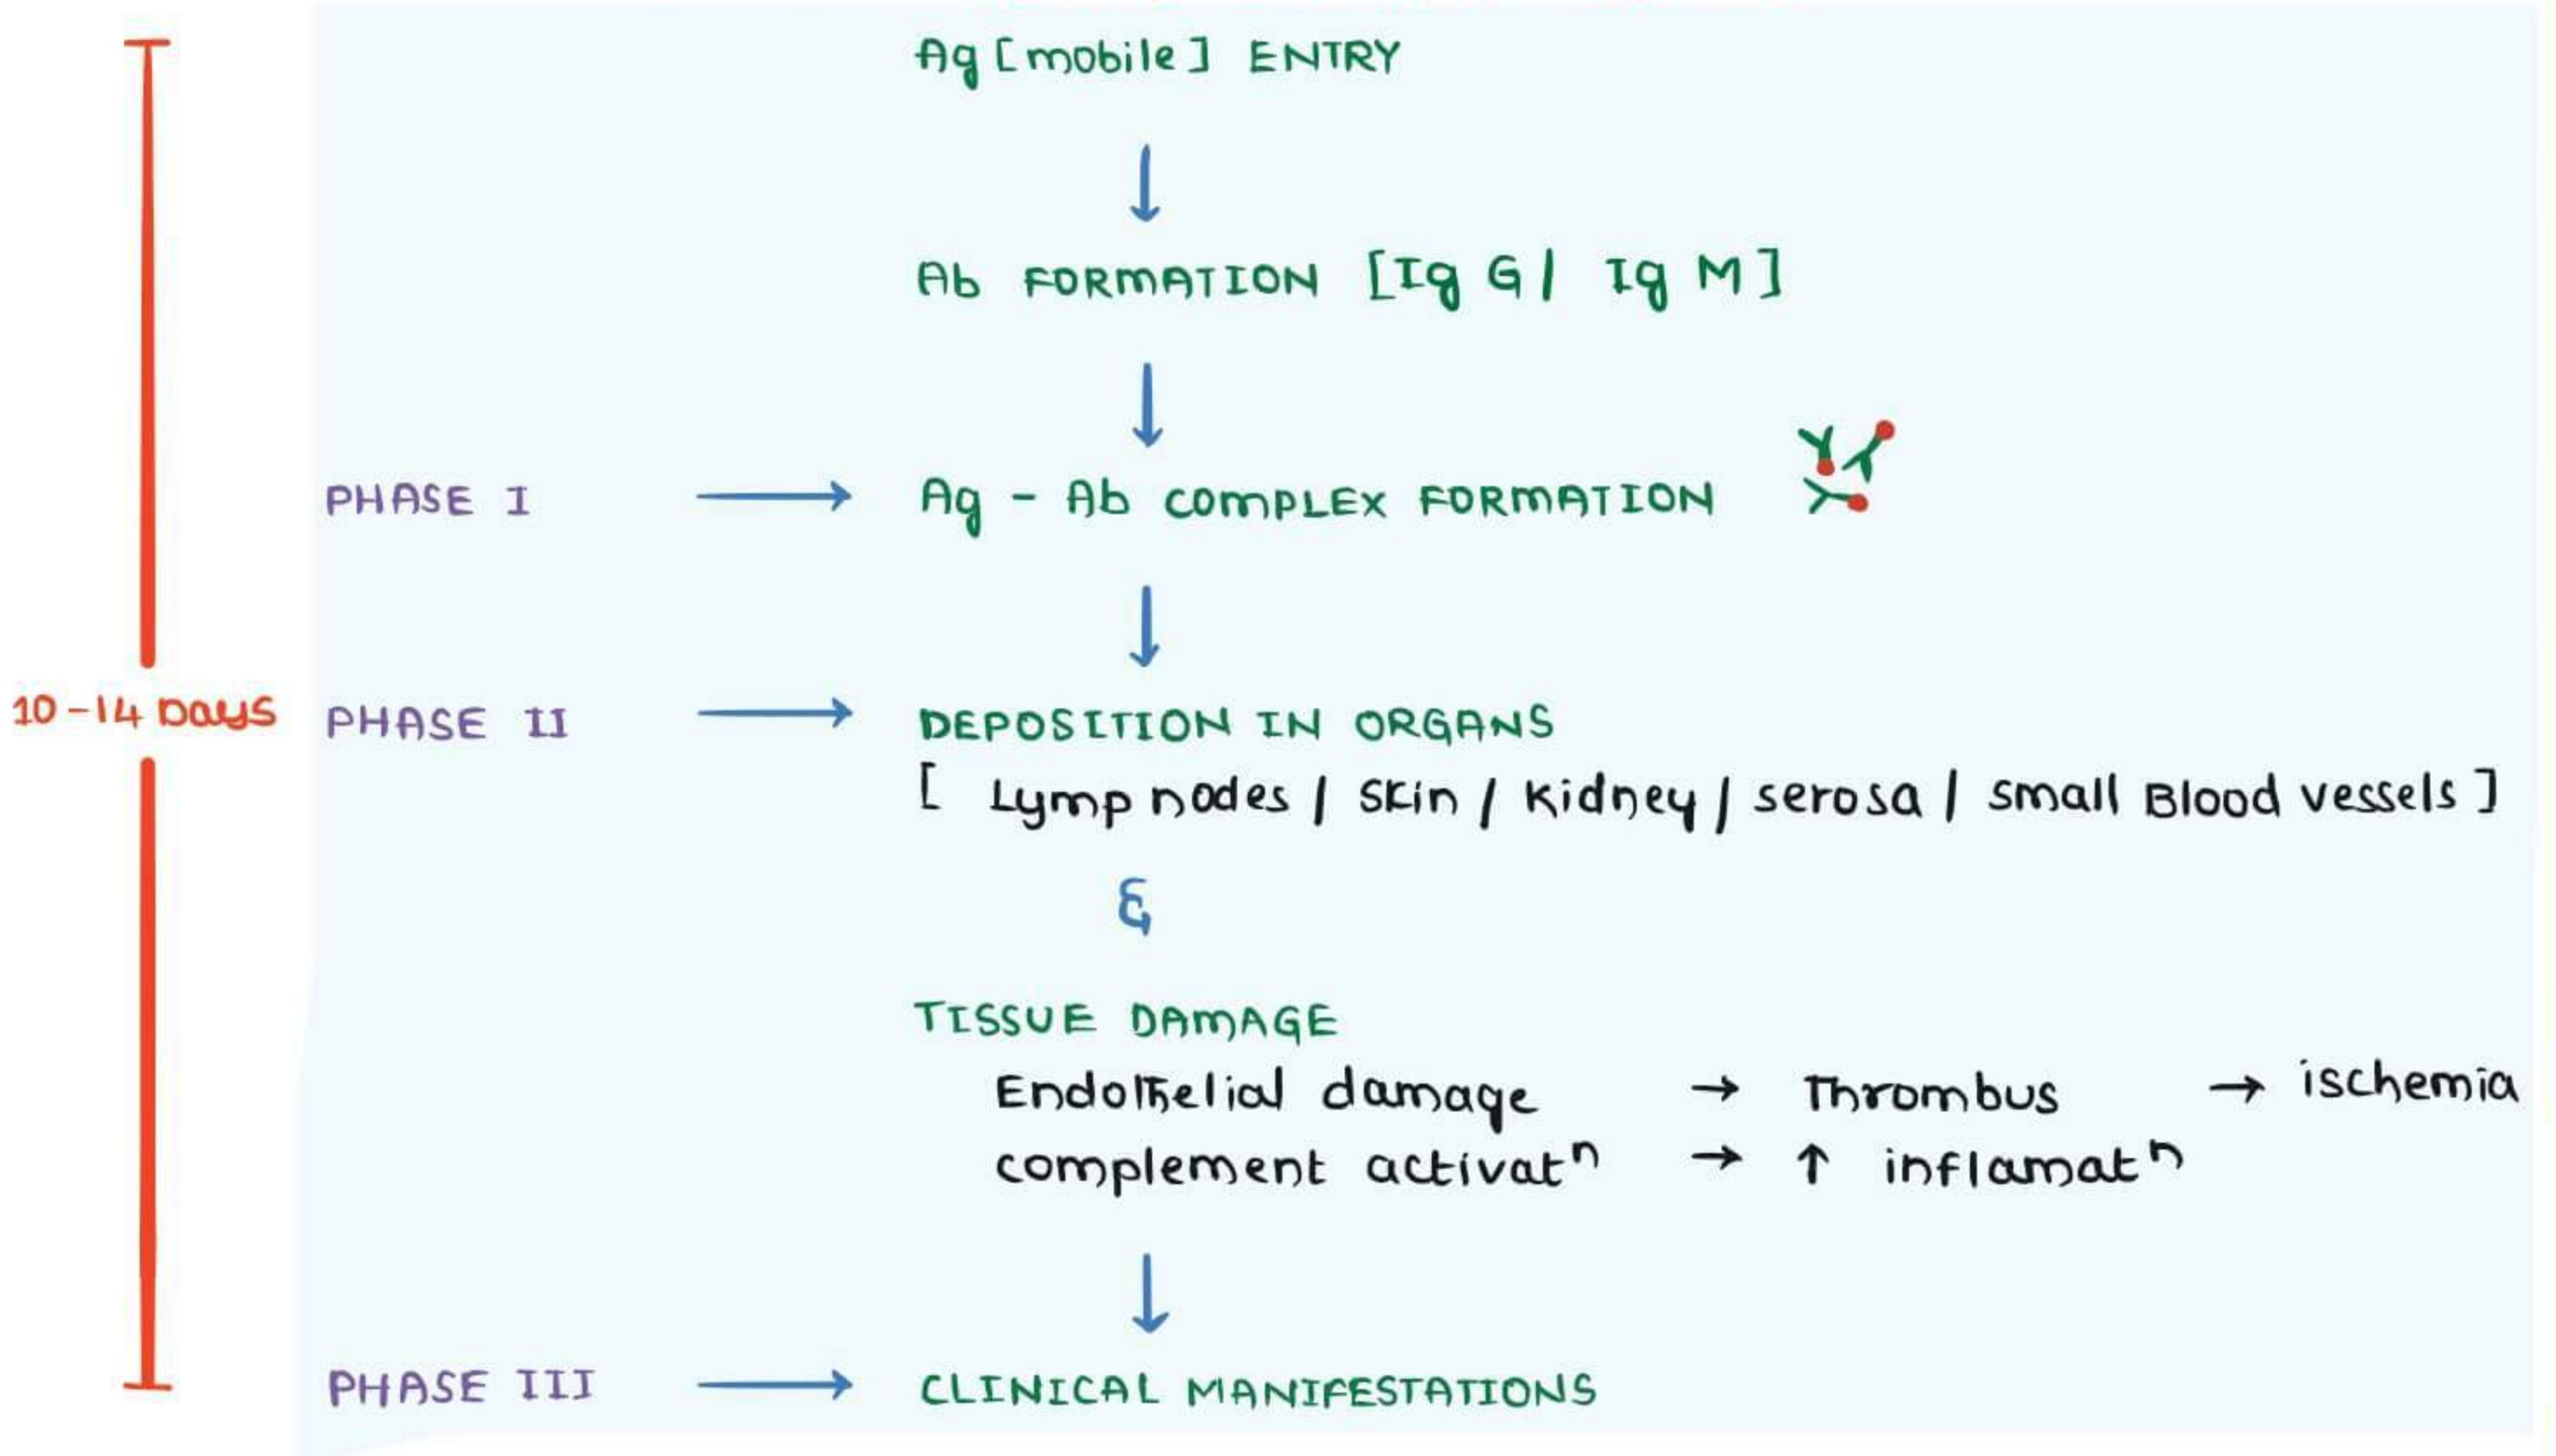 Ag [mobile] ENTRY
↓
Ab FORMATION [Ig G / Ig M]
↓
PHASE I → Ag - Ab COMPLEX FORMATION
↓
10-14 DAYS PHASE II → DEPOSITION IN ORGANS
[ Lymp nodes / skin / kidney / serosa / small Blood vessels ]
&
TISSUE DAMAGE
Endothelial damage → Thrombus → ischemia
complement activatⁿ → ↑ inflamatⁿ
↓
PHASE III → CLINICAL MANIFESTATIONS